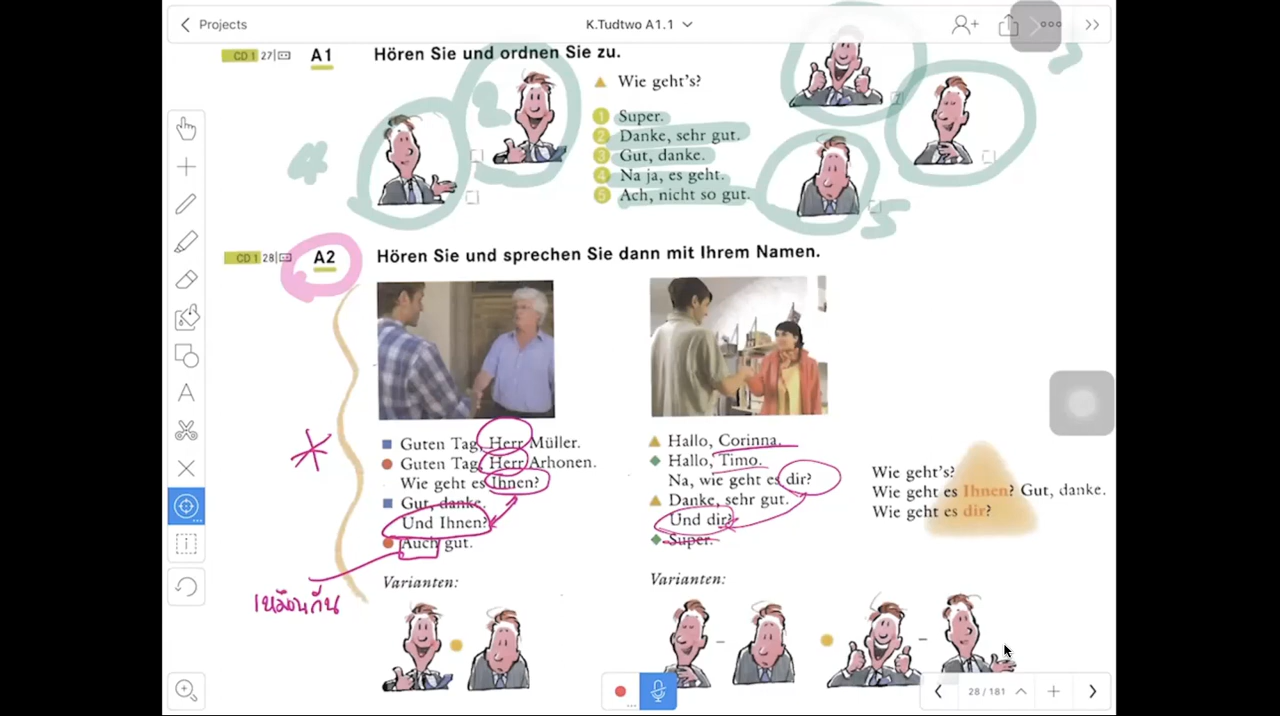 Projects
K.Tudtwo A1.1
CD 1 27
A1
Hören Sie und ordnen Sie zu.
Wie geht's?
1 Super.
2 Danke, sehr gut.
3 Gut, danke.
4 Na ja, es geht.
5 Ach, nicht so gut.
4
2
5
CD 1 28
A2
Hören Sie und sprechen Sie dann mit Ihrem Namen.
Guten Tag, Herr Müller.
Guten Tag, Herr Arhonen.
Wie geht es Ihnen?
Gut, danke.
Und Ihnen?
Auch gut.
เหมือนกัน
Varianten:
Hallo, Corinna.
Hallo, Timo.
Na, wie geht es dir?
Danke, sehr gut.
Und dir?
Super.
Varianten:
Wie geht's?
Wie geht es Ihnen? Gut, danke.
Wie geht es dir?
28 / 181